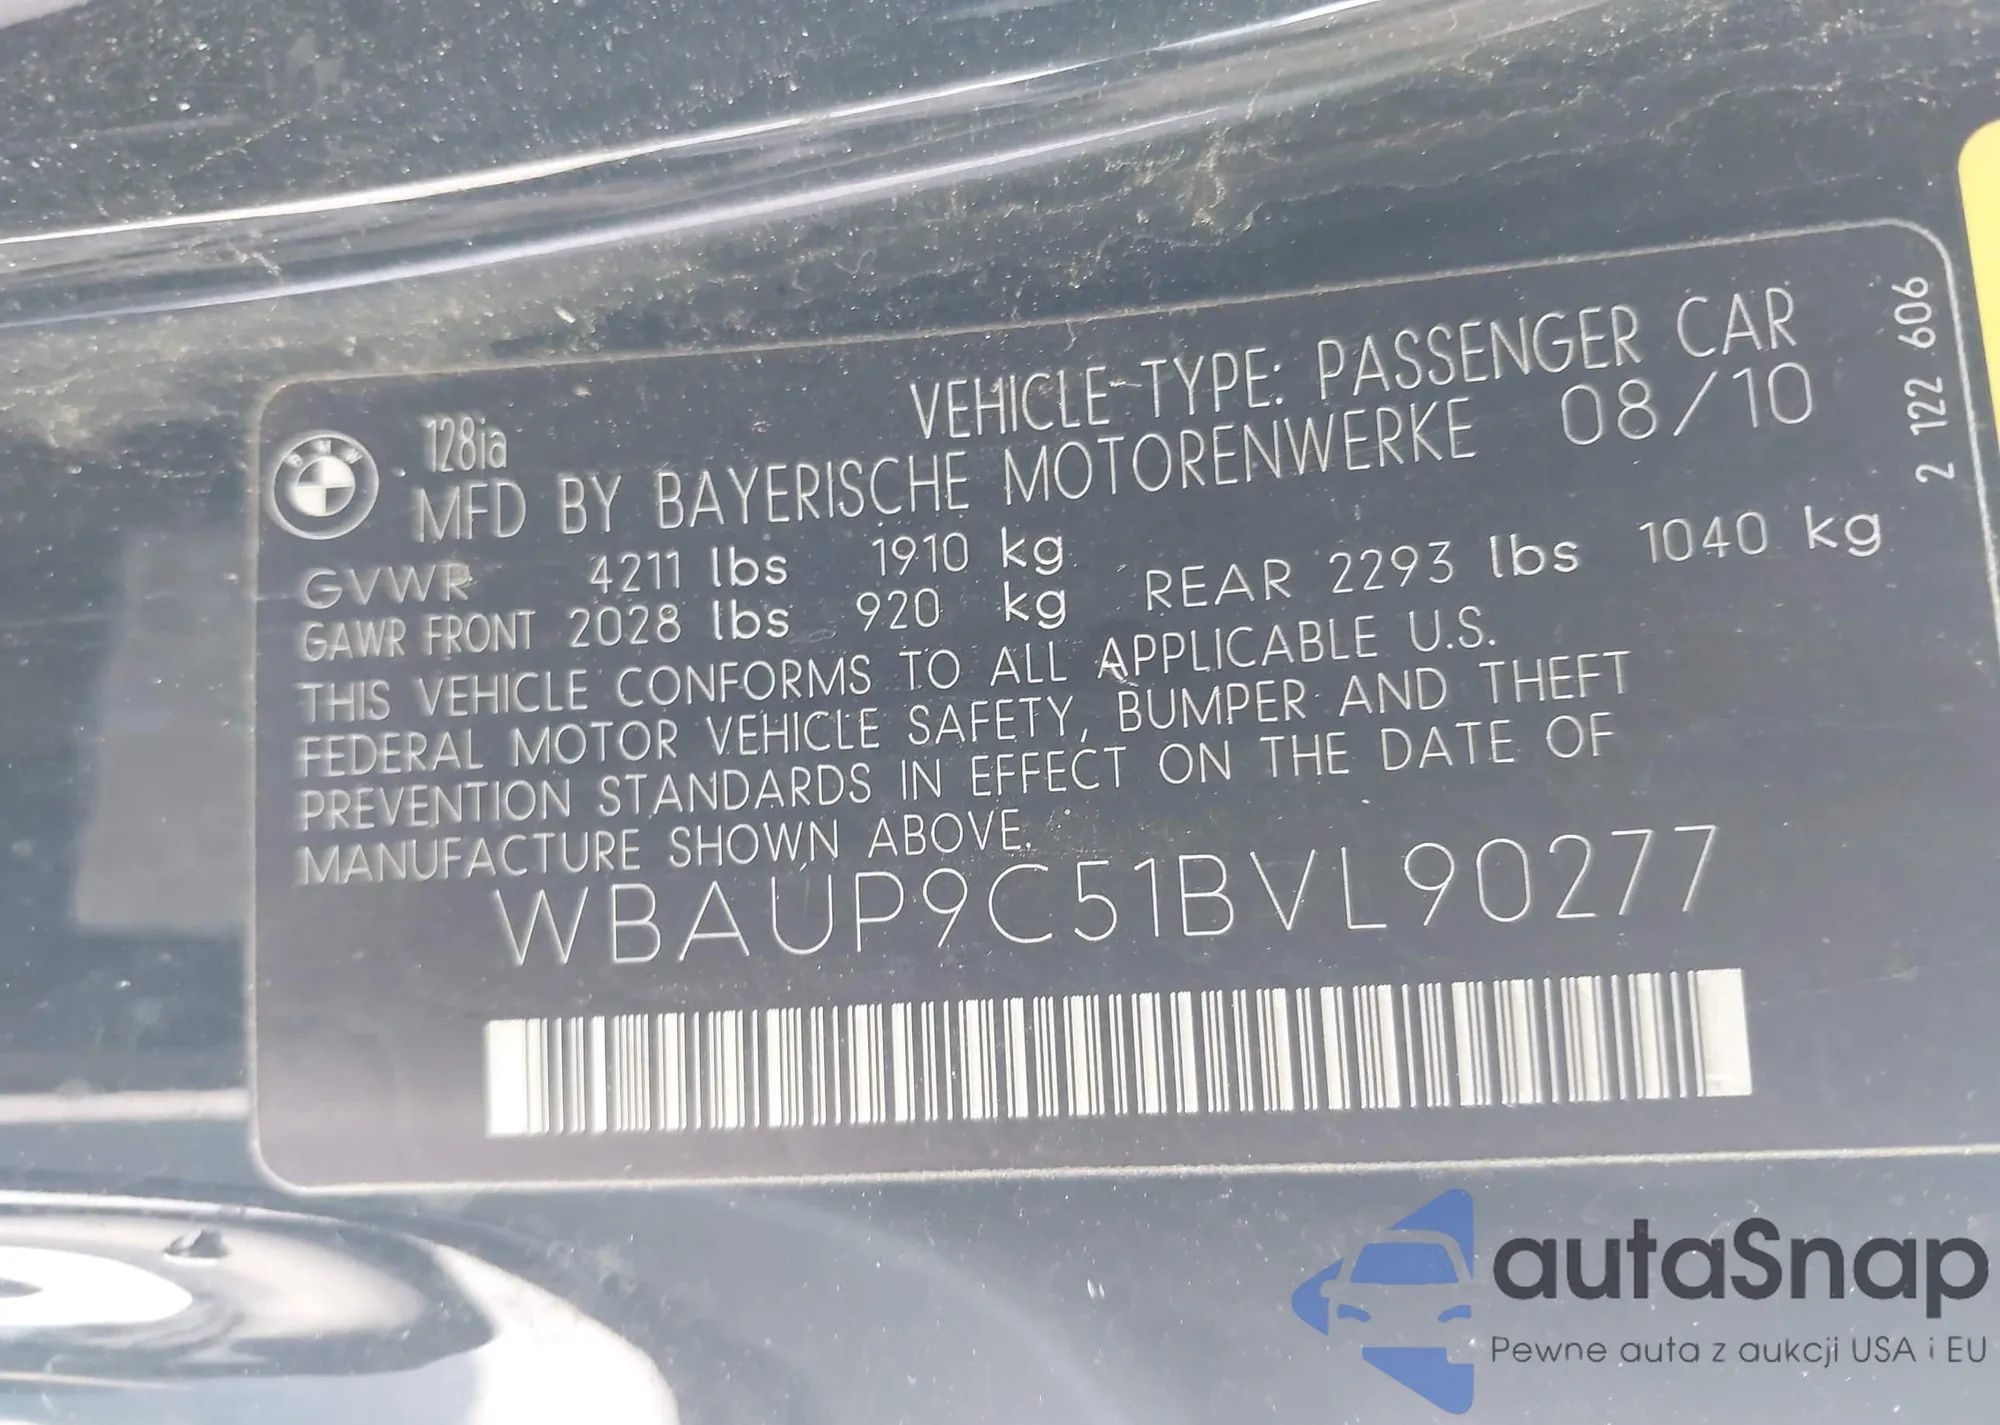 VEHICLE TYPE: PASSENGER CAR
128ia
MFD BY BAYERISCHE MOTORENWERKE 08/10
GVWR 4211 lbs 1910 kg
GAWR FRONT 2028 lbs 920 kg REAR 2293 lbs 1040 kg
THIS VEHICLE CONFORMS TO ALL APPLICABLE U.S.
FEDERAL MOTOR VEHICLE SAFETY, BUMPER AND THEFT
PREVENTION STANDARDS IN EFFECT ON THE DATE OF
MANUFACTURE SHOWN ABOVE.
WBAUP9C51BVL90277
2 122 606
BMW
autaSnap
Pewne auta z aukcji USA i EU